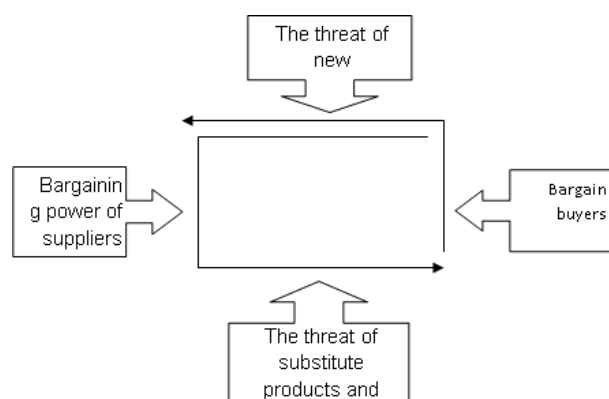 The threat of
new
Bargainin
g power of
suppliers
Bargain
buyers
The threat of
substitute
products and